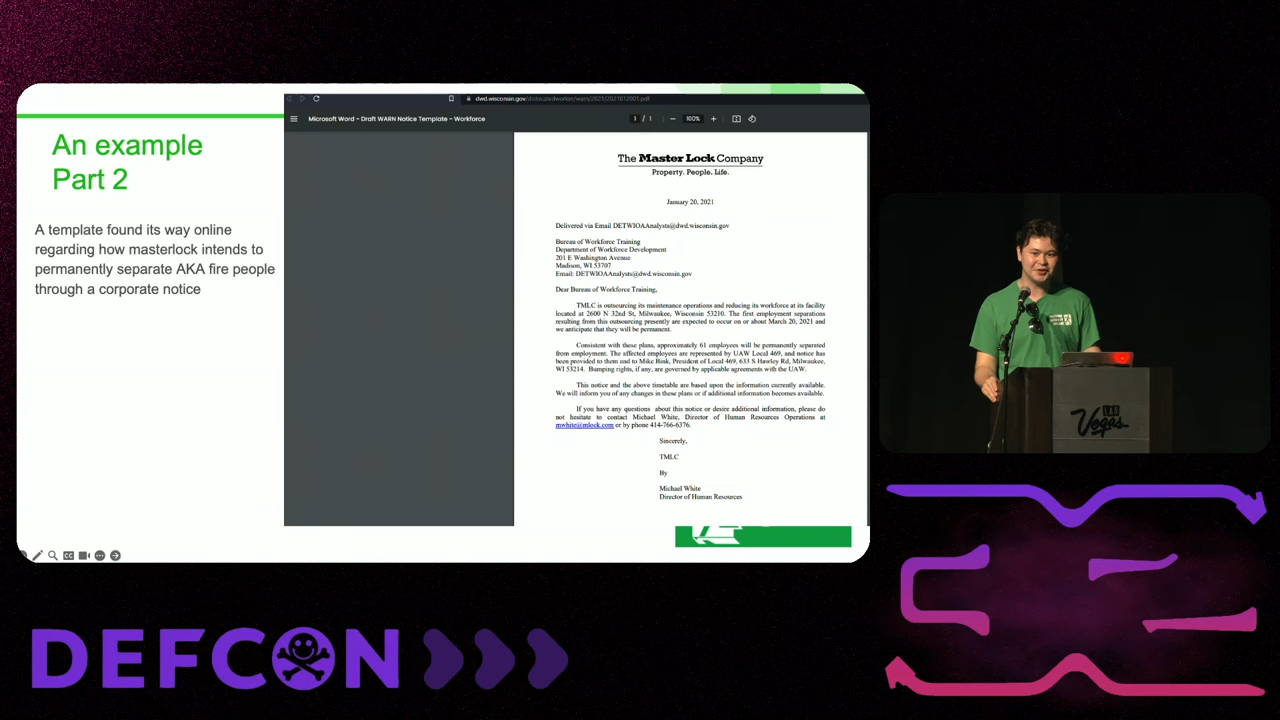 An example
Part 2
A template found its way online
regarding how masterlock intends to
permanently separate AKA fire people
through a corporate notice
Microsoft Word - Draft WARN Notice Template - Workforce
1 / 1
100%
The Master Lock Company
Property. People. Life.
January 20, 2021
Delivered via Email DETWIOAAnalysts@dwd.wisconsin.gov
Bureau of Workforce Training
Department of Workforce Development
201 E Washington Avenue
Madison, WI 53707
Email: DETWIOAAnalysts@dwd.wisconsin.gov
Dear Bureau of Workforce Training,
TMLC is outsourcing its maintenance operations and reducing its workforce at its facility
located at 2600 N 32nd St, Milwaukee, Wisconsin 53210. The first employment separations
resulting from this outsourcing presently are expected to occur on or about March 20, 2021 and
we anticipate that they will be permanent.
Consistent with these plans, approximately 61 employees will be permanently separated
from employment. The affected employees are represented by UAW Local 469, and notice has
been provided to them and to Mike Bink, President of Local 469, 633 S Hawley Rd, Milwaukee,
WI 53214. Bumping rights, if any, are governed by applicable agreements with the UAW.
This notice and the above timetable are based upon the information currently available.
We will inform you of any changes in these plans or if additional information becomes available.
If you have any questions about this notice or desire additional information, please do
not hesitate to contact Michael White, Director of Human Resources Operations at
mwhite@mlock.com or by phone 414-766-6376.
Sincerely,
TMLC
By
Michael White
Director of Human Resources
CC
Vegas
DEFCON